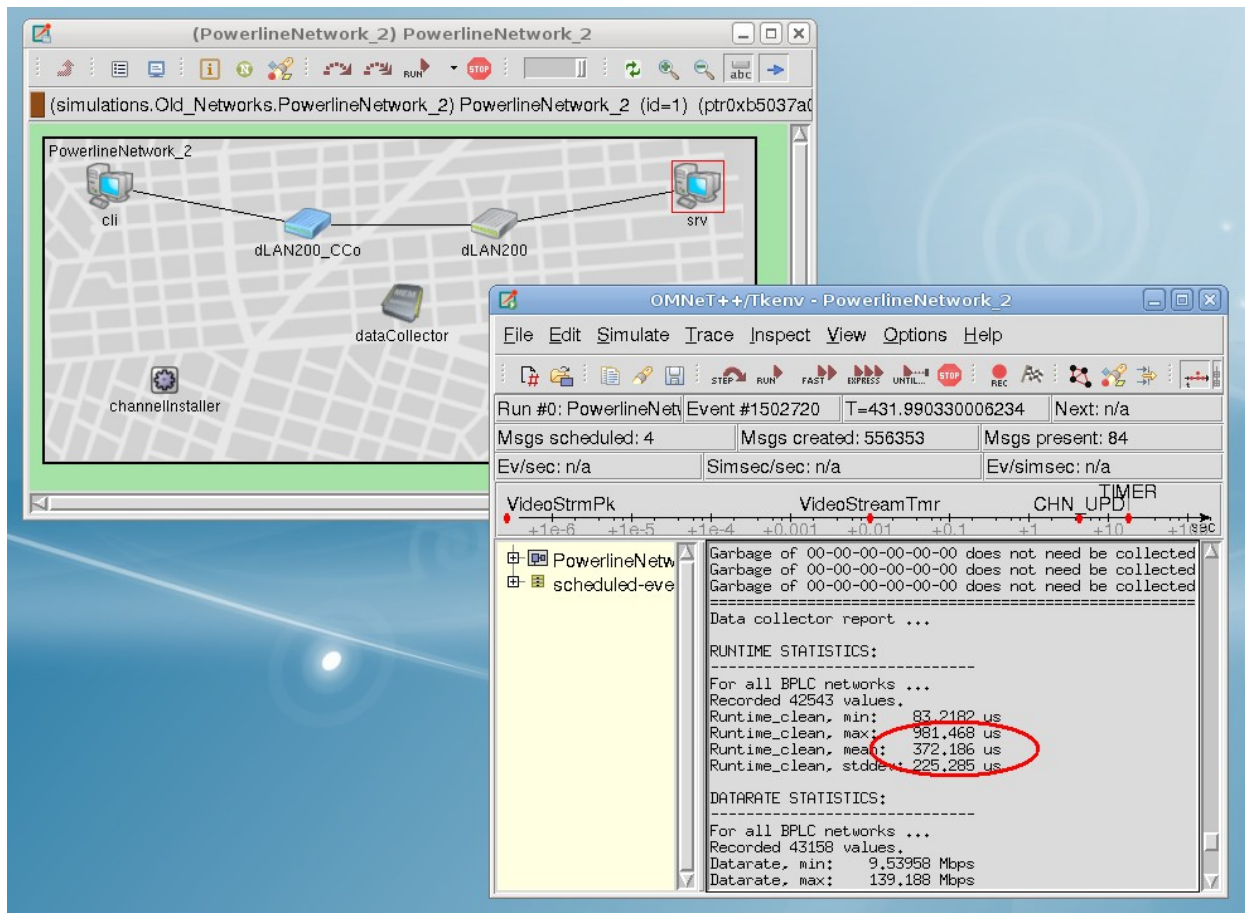 (PowerlineNetwork_2) PowerlineNetwork_2
RUN
STOP
abc
(simulations.Old_Networks.PowerlineNetwork_2) PowerlineNetwork_2 (id=1) (ptr0xb5037a0
PowerlineNetwork_2
cli
srv
dLAN200_CCo
dLAN200
dataCollector
channelInstaller
OMNeT++/Tkenv - PowerlineNetwork_2
File Edit Simulate Trace Inspect View Options Help
STEP RUN FAST EXPRESS UNTIL... STOP REC
Run #0: PowerlineNet Event #1502720 T=431.990330006234 Next: n/a
Msgs scheduled: 4 Msgs created: 556353 Msgs present: 84
Ev/sec: n/a Simsec/sec: n/a Ev/simsec: n/a
TIMER
VideoStrmPk VideoStreamTmr CHN_UPD
+1e-6 +1e-5 +1e-4 +0.001 +0.01 +0.1 +1 +10 sec
PowerlineNetw
scheduled-eve
Garbage of 00-00-00-00-00-00 does not need be collected
Garbage of 00-00-00-00-00-00 does not need be collected
Garbage of 00-00-00-00-00-00 does not need be collected
=======================================================
Data collector report ...
RUNTIME STATISTICS:
------------------------------
For all BPLC networks ...
Recorded 42543 values.
Runtime_clean, min: 83.2182 us
Runtime_clean, max: 981.468 us
Runtime_clean, mean: 372.186 us
Runtime_clean, stddev: 225.285 us
DATARATE STATISTICS:
------------------------------
For all BPLC networks ...
Recorded 43158 values.
Datarate, min: 9.53958 Mbps
Datarate, max: 139.188 Mbps